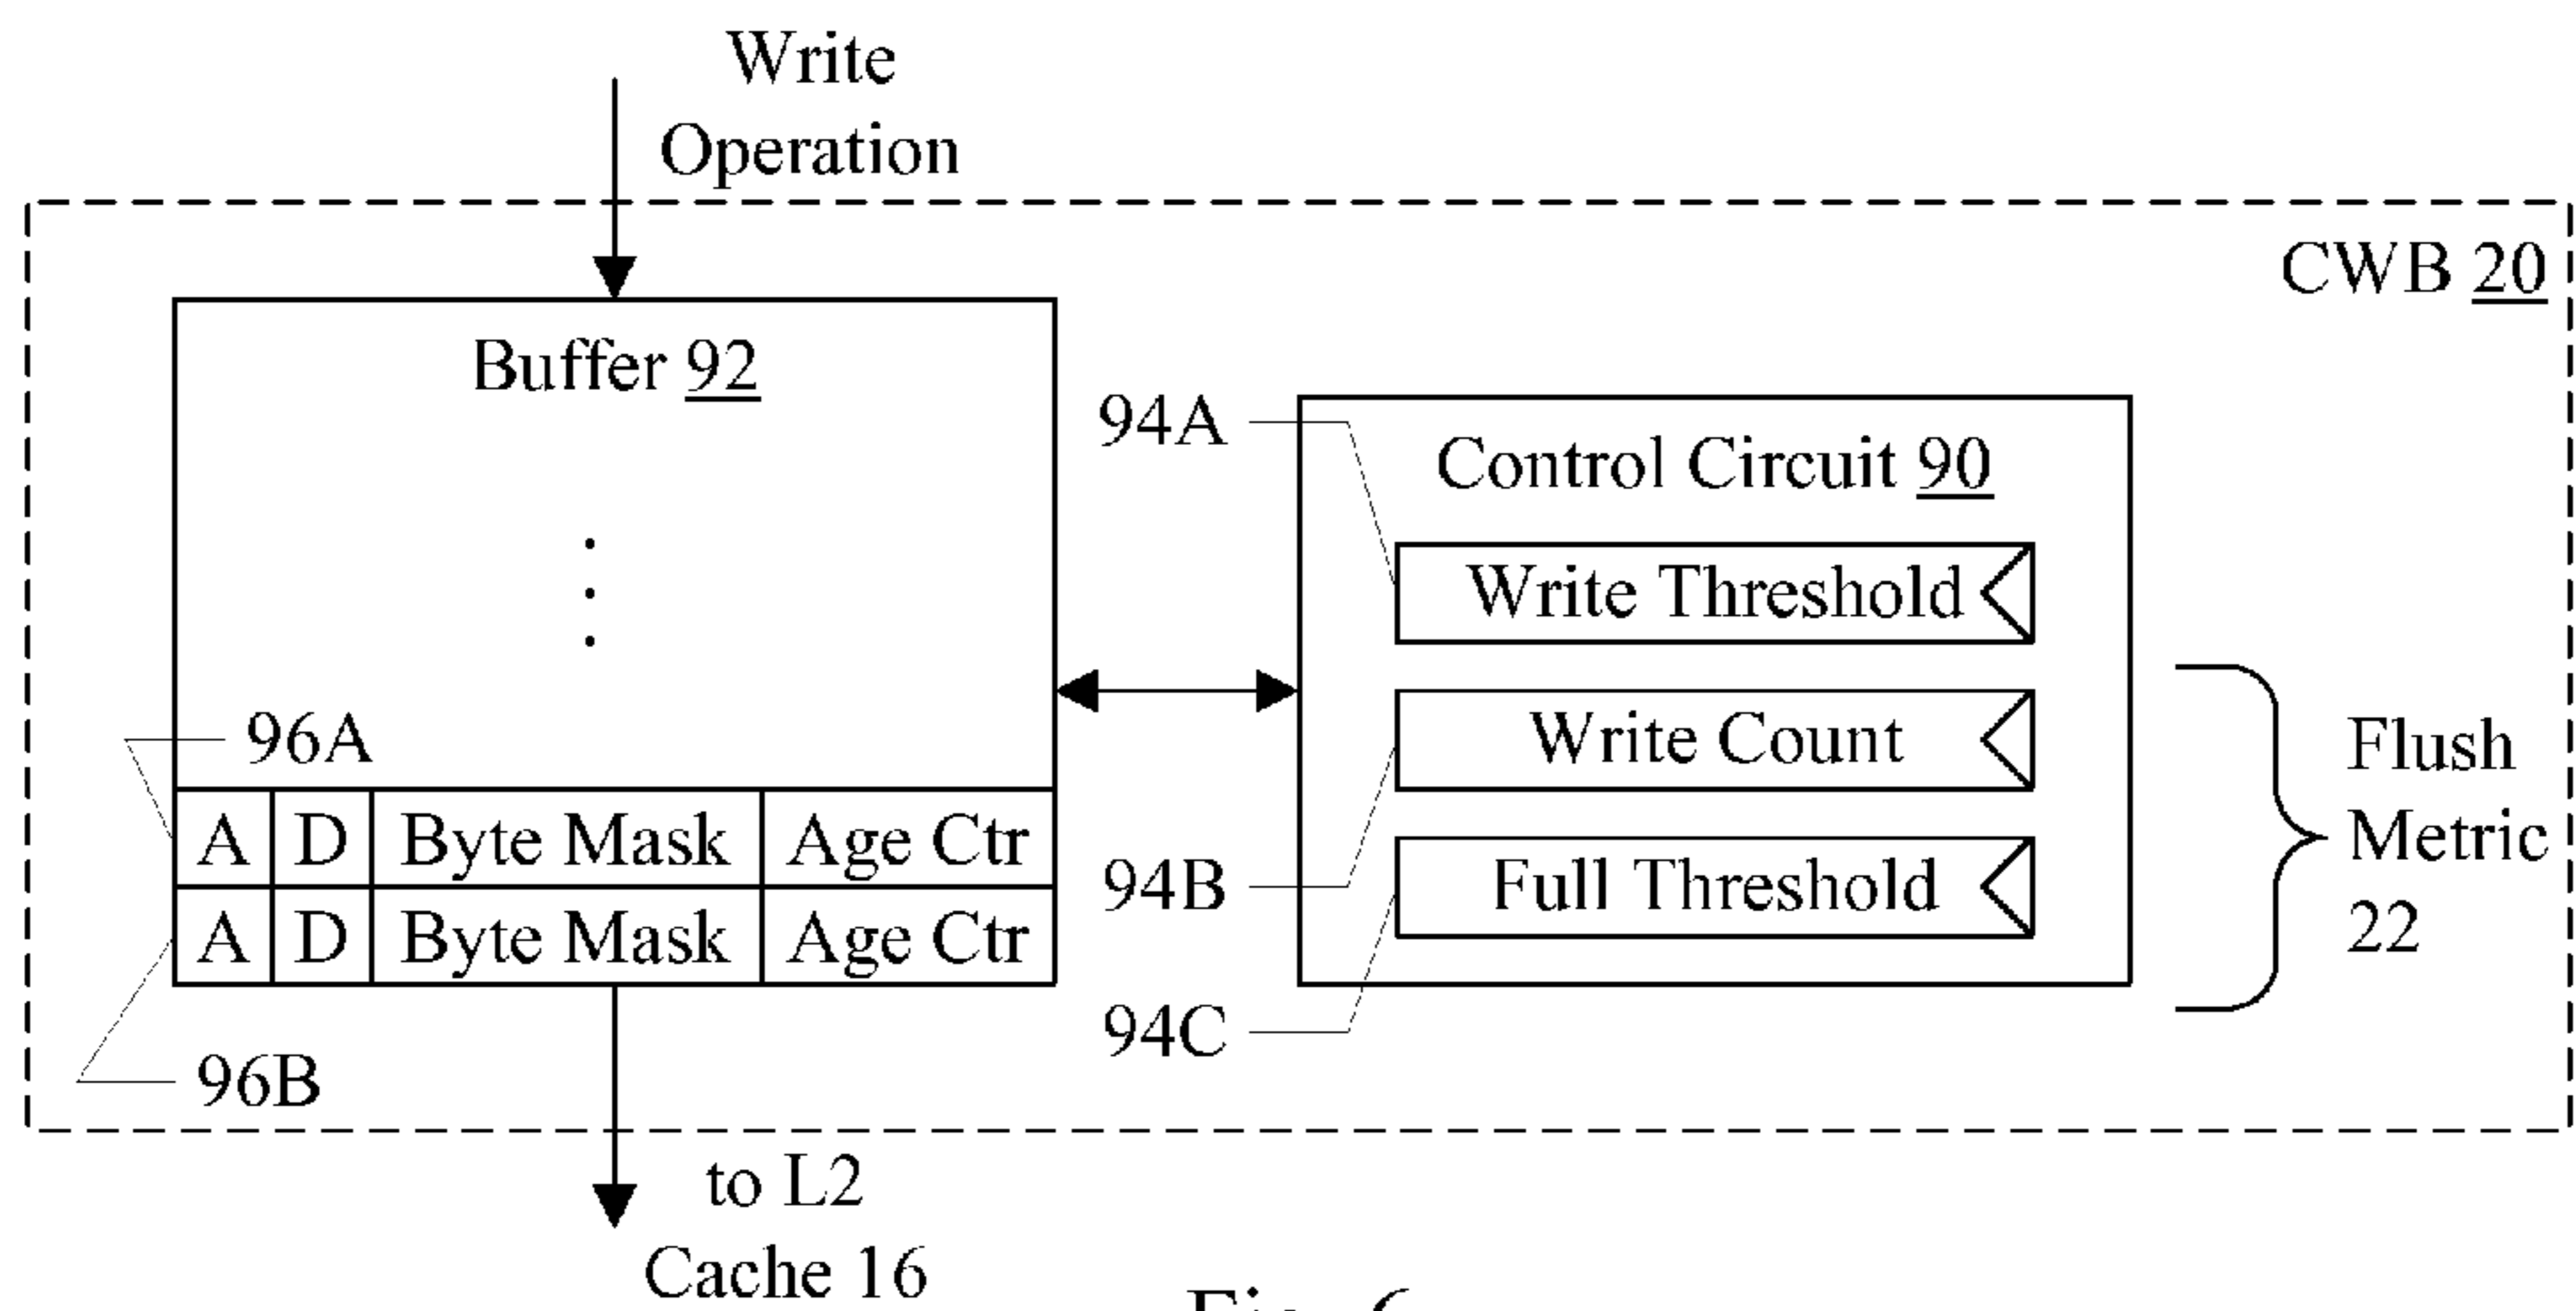 Write
Operation
CWB 20
Buffer 92
94A
Control Circuit 90
Write Threshold
96A
Write Count
Flush
Metric
22
A D Byte Mask Age Ctr
94B
Full Threshold
A D Byte Mask Age Ctr
94C
96B
to L2
Cache 16